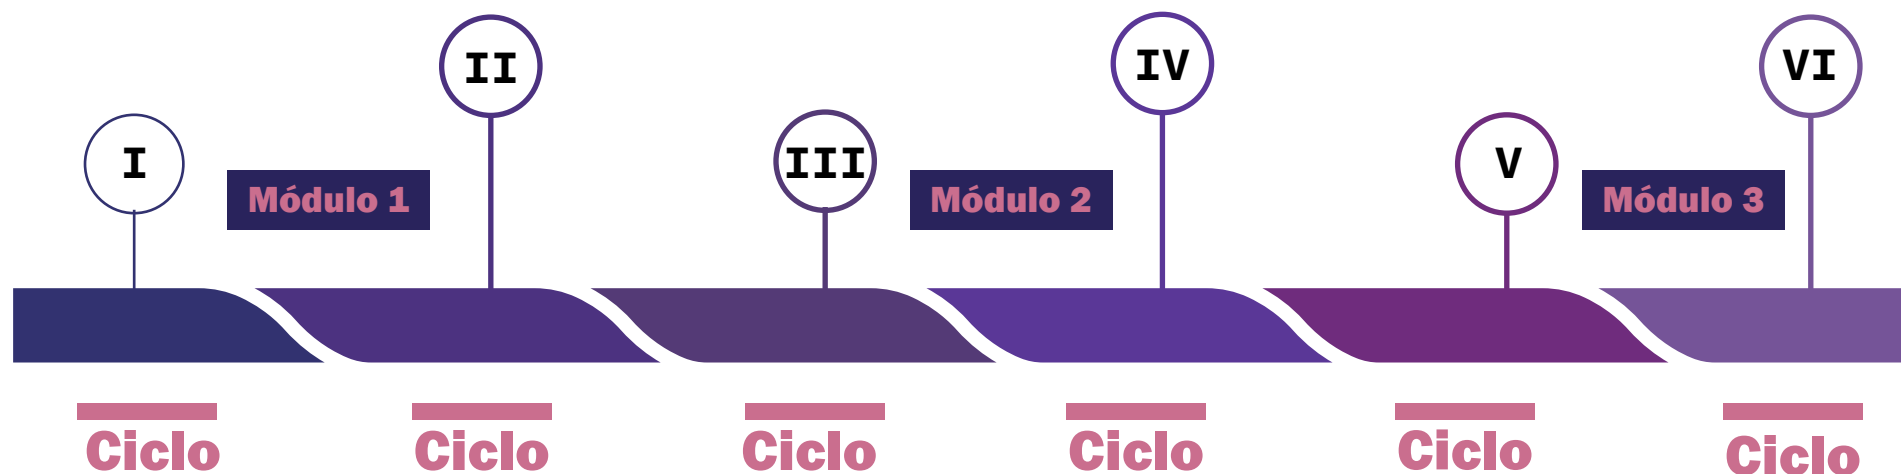 I
II
III
IV
V
VI
Módulo 1
Módulo 2
Módulo 3
Ciclo
Ciclo
Ciclo
Ciclo
Ciclo
Ciclo